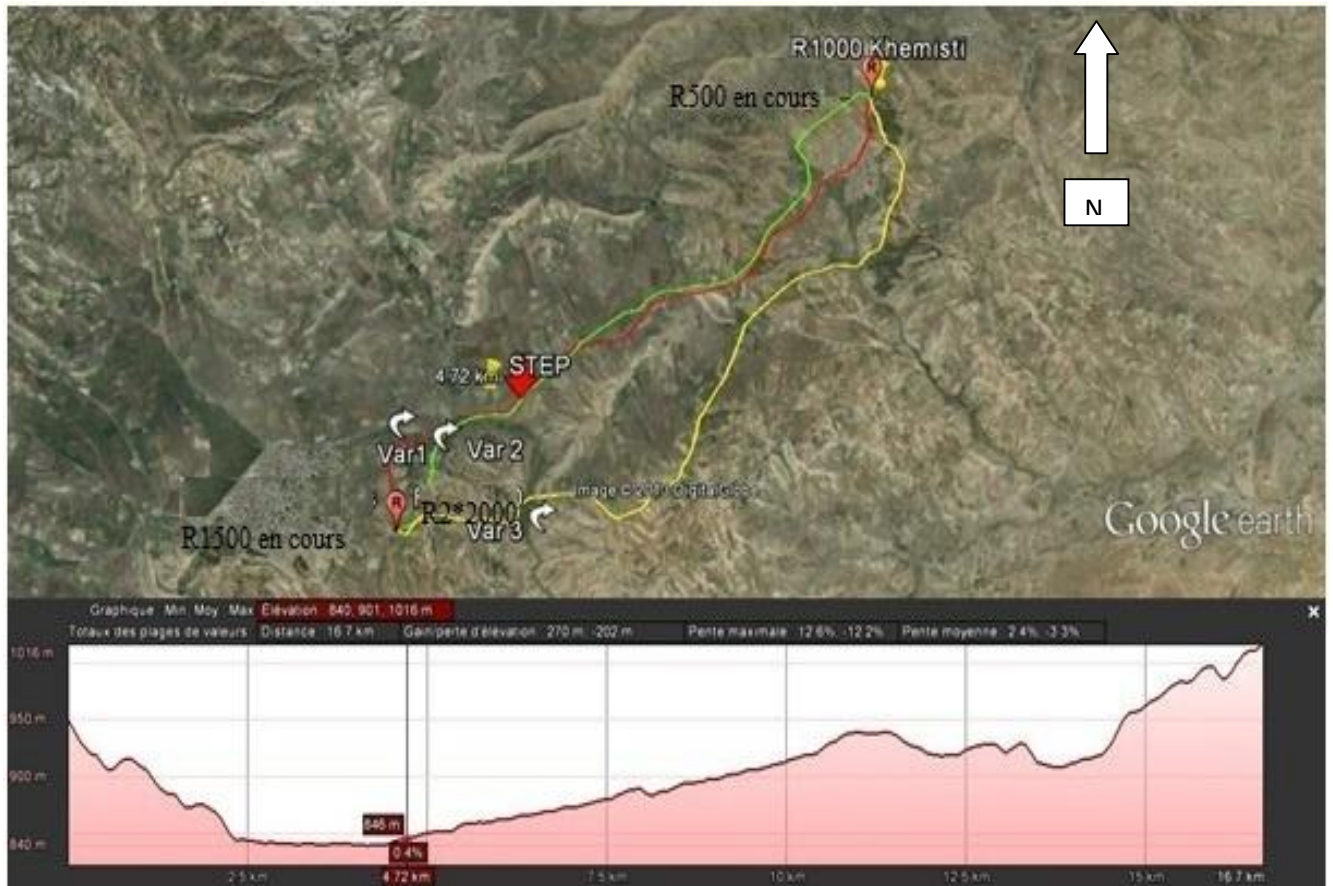 R1000 Khemisti
R500 en cours
N
STEP
4.72 km
Var1
Var 2
R
R
R2*2000
Var 3
R1500 en cours
Google earth
Graphique Min Moy Max Élévation 840, 901, 1016 m
Totaux des plages de valeurs Distance 16.7 km Gain/perte d'élévation 270 m, -202 m Pente maximale 12.6%, -12.2% Pente moyenne 2.4%, -3.3%
1016 m
950 m
900 m
840 m
846 m
0.4%
2.5 km 4.72 km 7.5 km 10 km 12.5 km 15 km 16.7 km